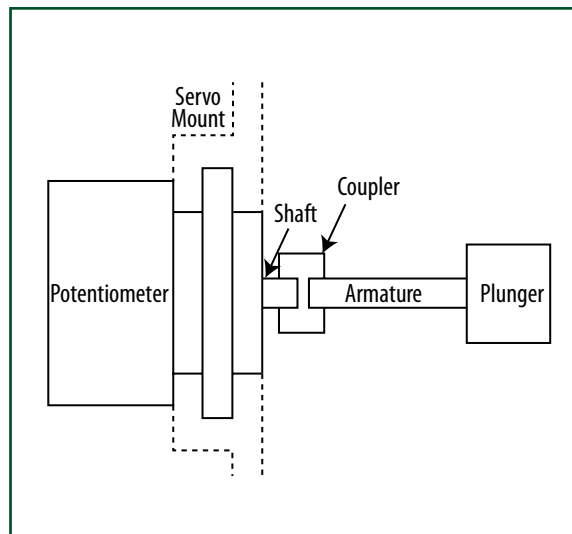 Servo
Mount
Coupler
Shaft
Potentiometer
Armature
Plunger